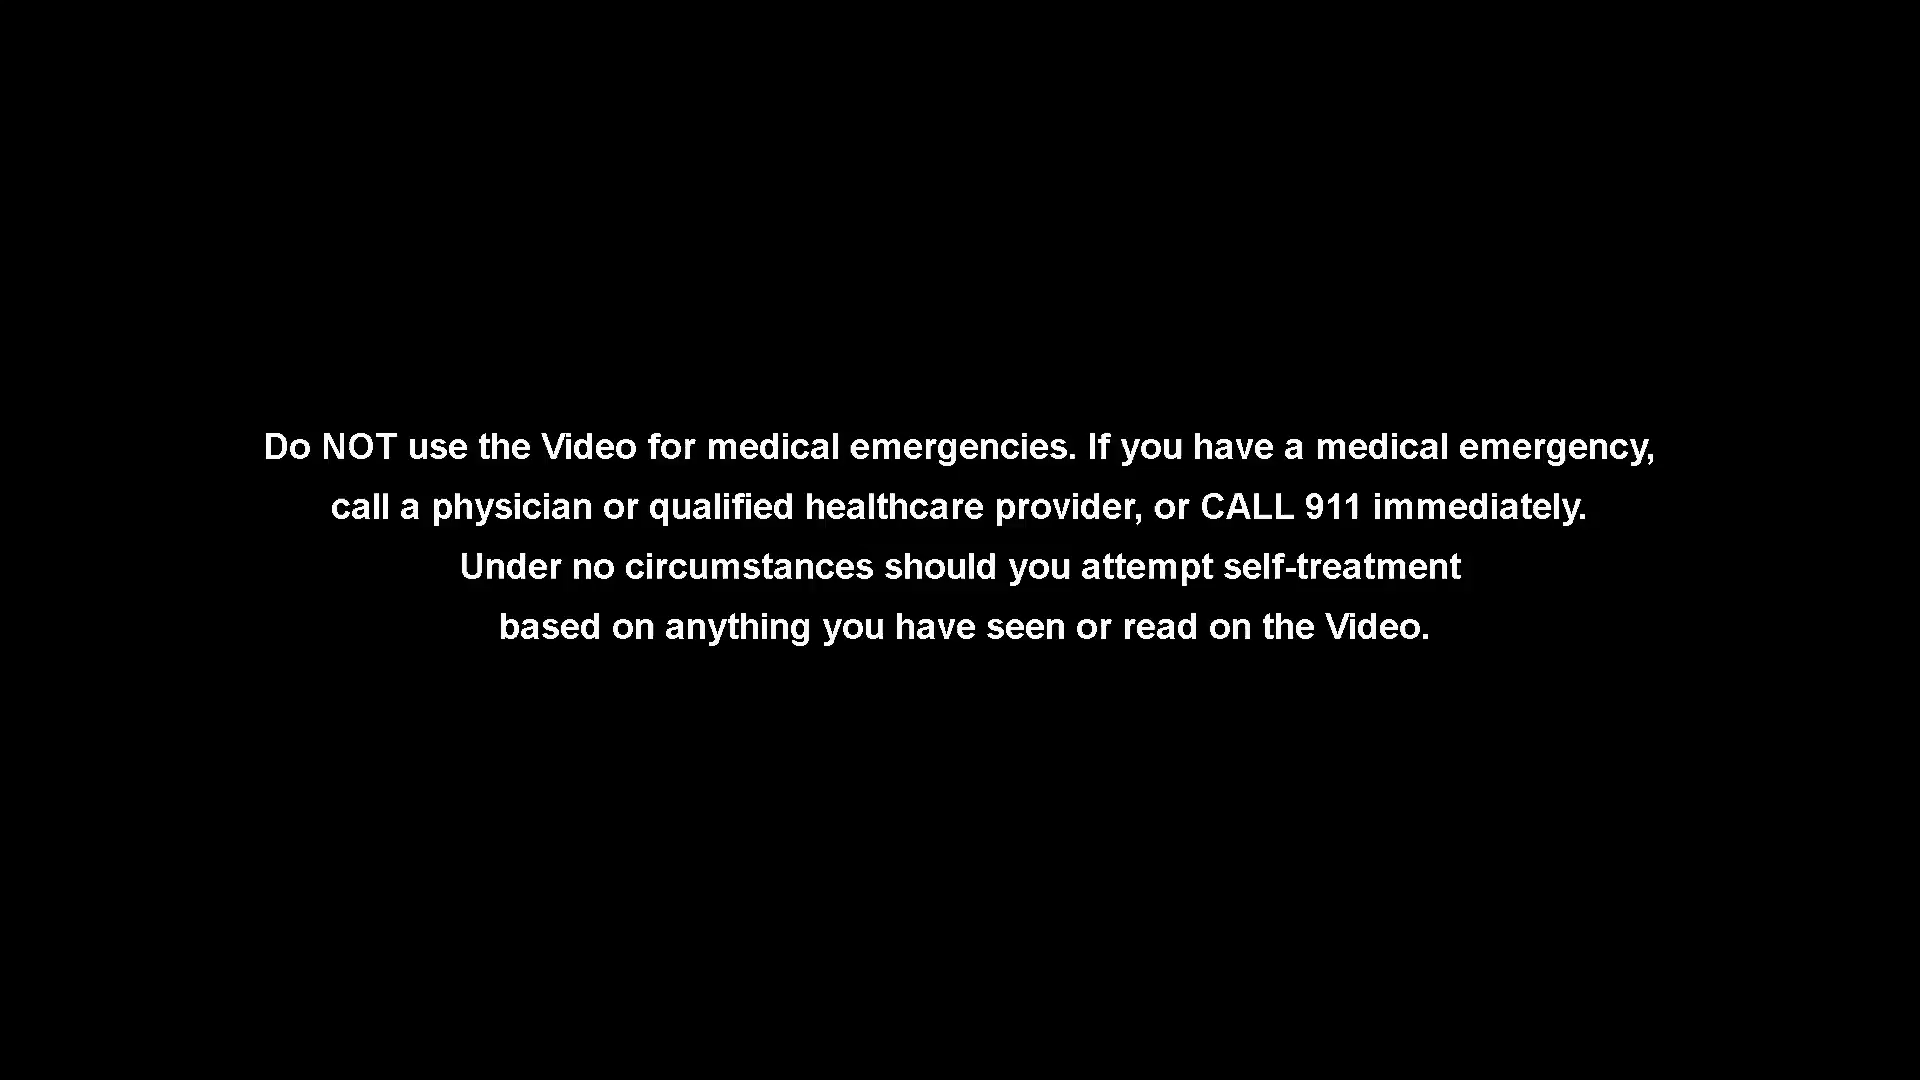 Do NOT use the Video for medical emergencies. If you have a medical emergency,
call a physician or qualified healthcare provider, or CALL 911 immediately.
Under no circumstances should you attempt self-treatment
based on anything you have seen or read on the Video.